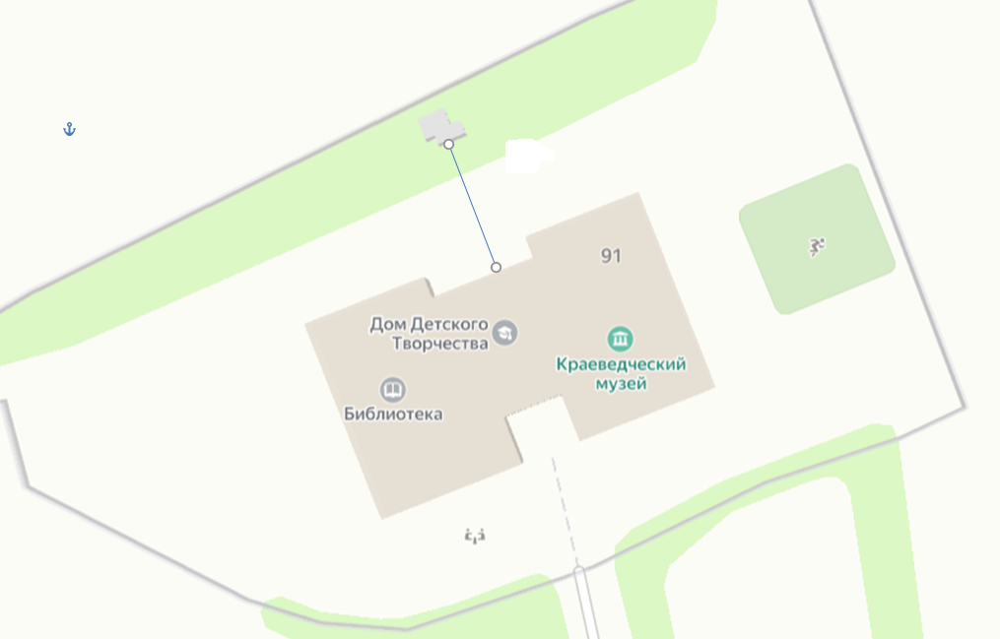 91
Дом Детского
Творчества
Краеведческий
музей
Библиотека